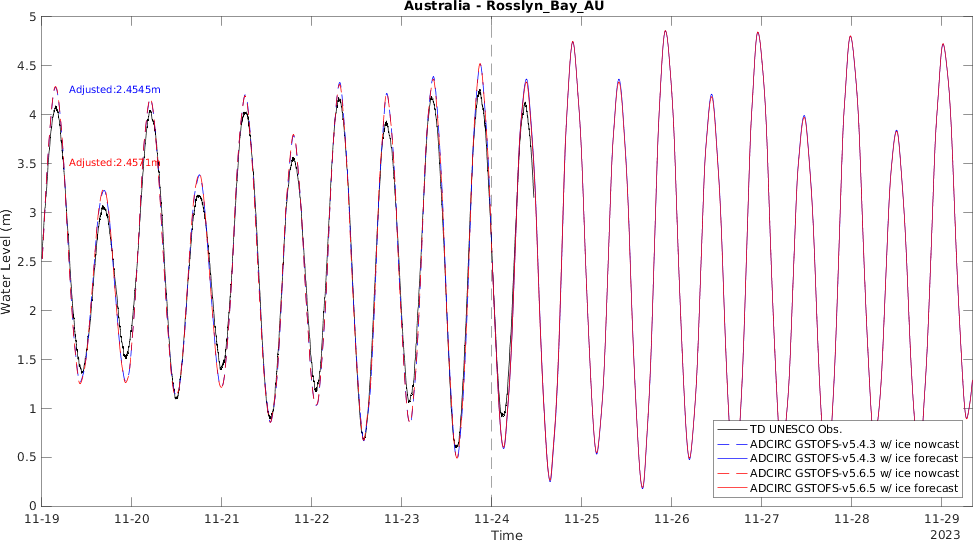 Australia - Rosslyn_Bay_AU
5
4.5
4
3.5
3
2.5
2
1.5
1
0.5
0
Water Level (m)
Adjusted:2.4545m
Adjusted:2.4571m
TD UNESCO Obs.
ADCIRC GSTOFS-v5.4.3 w/ ice nowcast
ADCIRC GSTOFS-v5.4.3 w/ ice forecast
ADCIRC GSTOFS-v5.6.5 w/ ice nowcast
ADCIRC GSTOFS-v5.6.5 w/ ice forecast
11-19 11-20 11-21 11-22 11-23 11-24 11-25 11-26 11-27 11-28 11-29
Time
2023